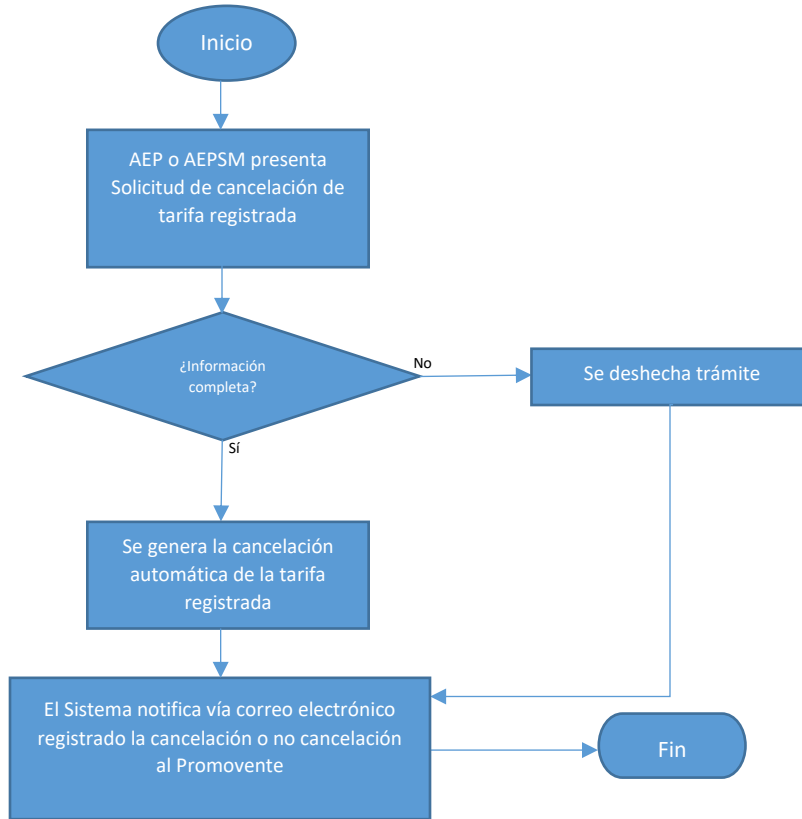 Inicio
AEP o AEPSM presenta
Solicitud de cancelación de
tarifa registrada
¿Información
completa?
No
Se deshecha trámite
Sí
Se genera la cancelación
automática de la tarifa
registrada
El Sistema notifica vía correo electrónico
registrado la cancelación o no cancelación
al Promovente
Fin